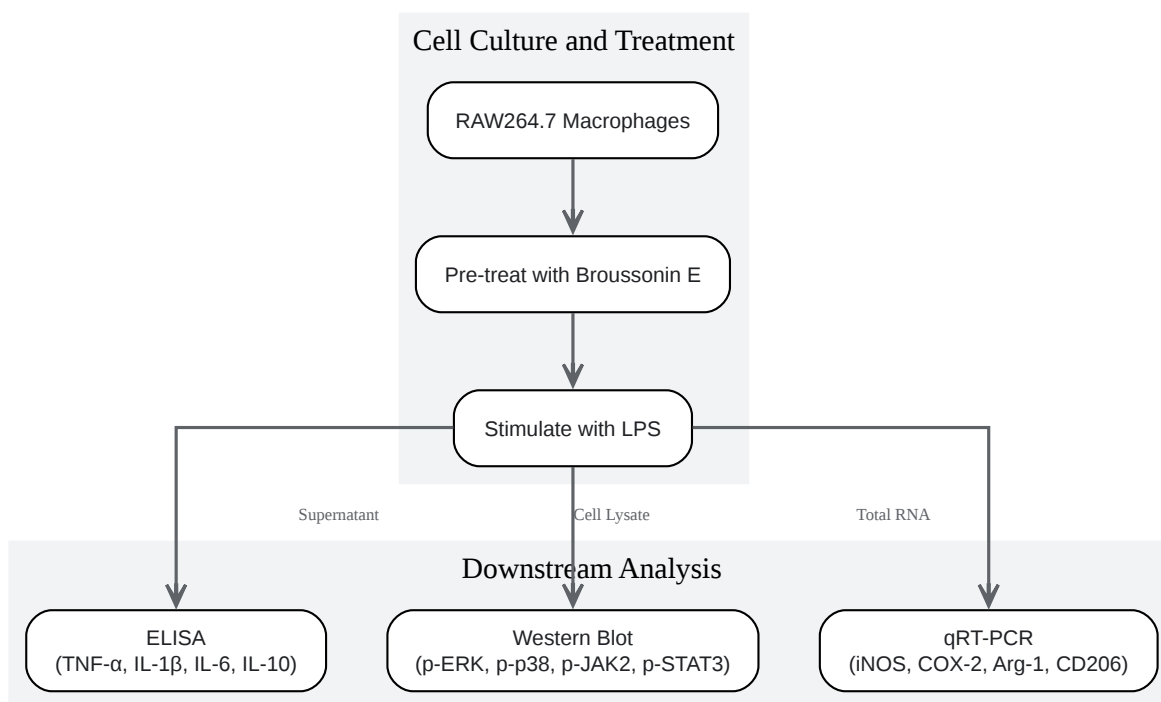 Cell Culture and Treatment
RAW264.7 Macrophages
Pre-treat with Broussonin E
Stimulate with LPS
Supernatant
Cell Lysate
Total RNA
Downstream Analysis
ELISA
(TNF-α, IL-1β, IL-6, IL-10)
Western Blot
(p-ERK, p-p38, p-JAK2, p-STAT3)
qRT-PCR
(iNOS, COX-2, Arg-1, CD206)